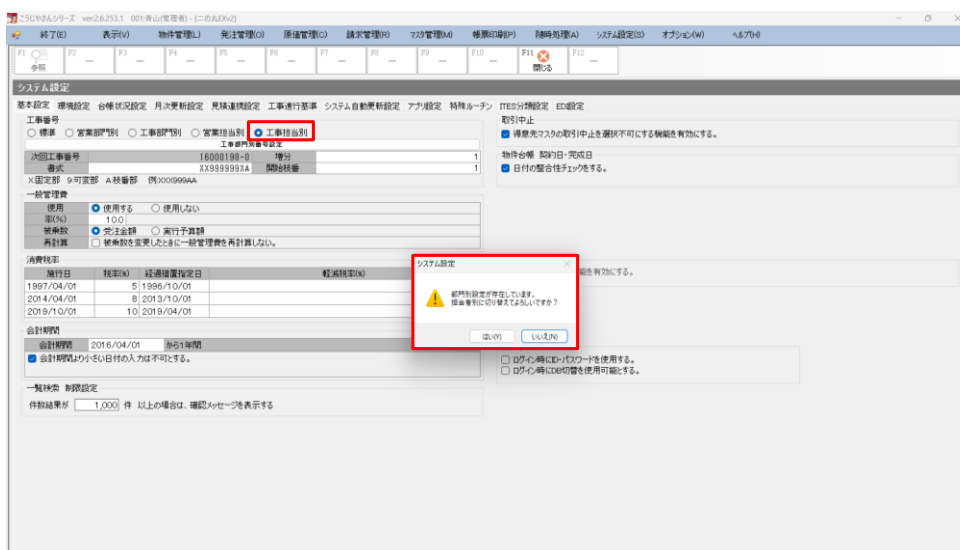 こうじやさんシリーズ ver.2.6.253.1 001:青山(管理者) - [二の丸EXv2]
終了(E) 表示(V) 物件管理(L) 発注管理(O) 原価管理(C) 請求管理(R) マスタ管理(M) 帳票印刷(P) 随時処理(A) システム設定(S) オプション(W) ヘルプ(H)
F1 F2 F3 F4 F5 F6 F7 F8 F9 F10 F11 F12
参照 閉じる
システム設定
基本設定 環境設定 台帳状況設定 月次更新設定 見積連携設定 工事進行基準 システム自動更新設定 アプリ設定 特殊ルーチン ITES分類設定 EDI設定
工事番号
標準 営業部門別 工事部門別 営業担当別 工事担当別
工事部門別番号設定
次回工事番号 16000198-0 増分 1
書式 XX999999XA 開始枝番 1
X:固定部 9:可変部 A:枝番部 例:XXX999AA
一般管理費
使用 使用する 使用しない
率(%) 10.0
被乗数 受注金額 実行予算額
再計算 被乗数を変更したときに一般管理費を再計算しない。
消費税率
施行日 税率(%) 経過措置指定日 軽減税率(%)
1997/04/01 5 1996/10/01
2014/04/01 8 2013/10/01
2019/10/01 10 2019/04/01
会計期間
会計期間 2016/04/01 から1年間
会計期間より小さい日付の入力は不可とする。
一覧検索 制限設定
件数結果が 1,000 件 以上の場合は、確認メッセージを表示する
取引中止
得意先マスタの取引中止を選択不可にする機能を有効にする。
物件台帳 契約日・完成日
日付の整合性チェックをする。
能を有効にする。
システム設定
部門別設定が存在しています。
担当者別に切り替えてよろしいですか？
はい(Y) いいえ(N)
ログイン時にID・パスワードを使用する。
ログイン時にDB切替を使用可能とする。